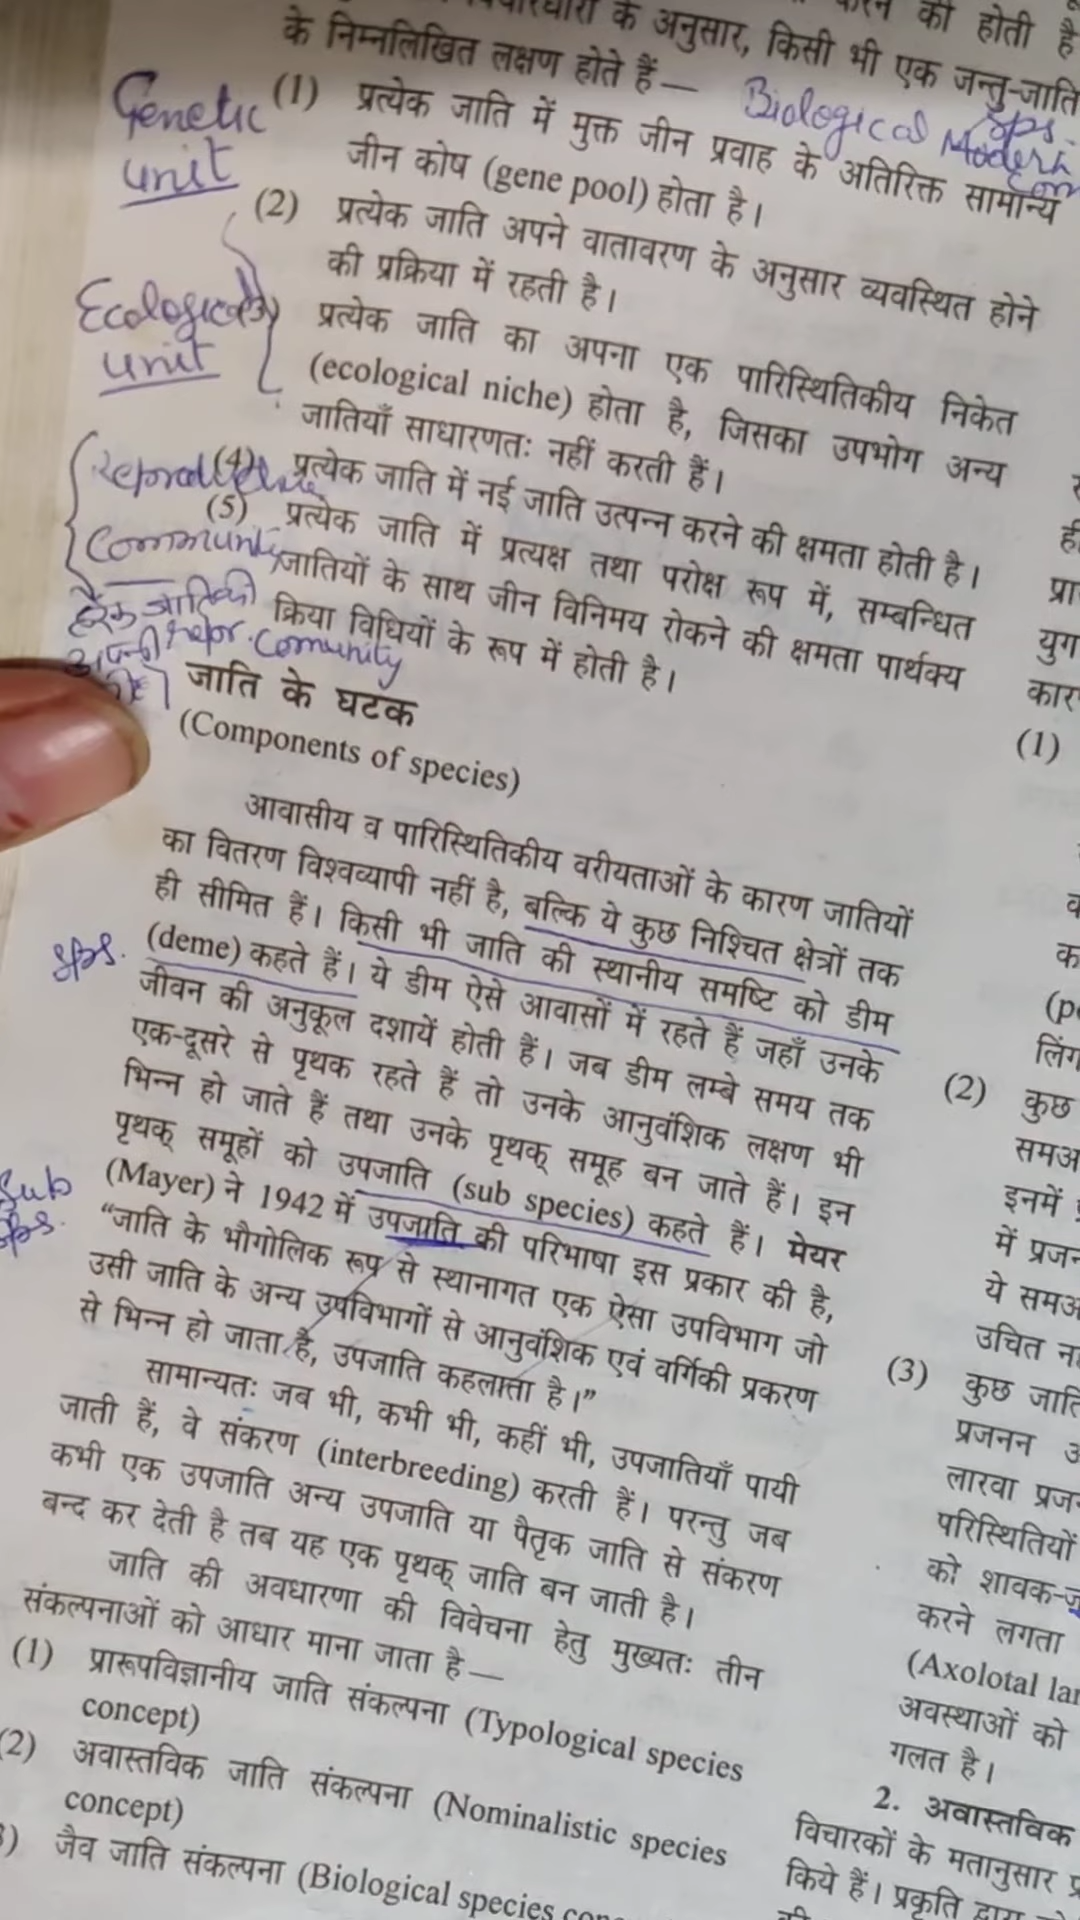 के अनुसार, किसी भी एक जन्तु-जाति
के निम्नलिखित लक्षण होते हैं—
Biological sps.
Modern
Genetic
unit
(1) प्रत्येक जाति में मुक्त जीन प्रवाह के अतिरिक्त सामान्य
जीन कोष (gene pool) होता है।
(2) प्रत्येक जाति अपने वातावरण के अनुसार व्यवस्थित होने
की प्रक्रिया में रहती है।
Ecological
unit
प्रत्येक जाति का अपना एक पारिस्थितिकीय निकेत
(ecological niche) होता है, जिसका उपभोग अन्य
जातियाँ साधारणतः नहीं करती हैं।
(4) प्रत्येक जाति में नई जाति उत्पन्न करने की क्षमता होती है।
(5) प्रत्येक जाति में प्रत्यक्ष तथा परोक्ष रूप में, सम्बन्धित
जातियों के साथ जीन विनिमय रोकने की क्षमता पार्थक्य
क्रिया विधियों के रूप में होती है।
Community
हरेक जाति की
अपनी repr. Comunity
जाति के घटक
(Components of species)
आवासीय व पारिस्थितिकीय वरीयताओं के कारण जातियों
का वितरण विश्वव्यापी नहीं है, बल्कि ये कुछ निश्चित क्षेत्रों तक
ही सीमित हैं। किसी भी जाति की स्थानीय समष्टि को डीम
sps.
(deme) कहते हैं। ये डीम ऐसे आवासों में रहते हैं जहाँ उनके
जीवन की अनुकूल दशायें होती हैं। जब डीम लम्बे समय तक
एक-दूसरे से पृथक रहते हैं तो उनके आनुवंशिक लक्षण भी
भिन्न हो जाते हैं तथा उनके पृथक् समूह बन जाते हैं। इन
पृथक् समूहों को उपजाति (sub species) कहते हैं। मेयर
Sub
sps.
(Mayer) ने 1942 में उपजाति की परिभाषा इस प्रकार की है,
“जाति के भौगोलिक रूप से स्थानागत एक ऐसा उपविभाग जो
उसी जाति के अन्य उपविभागों से आनुवंशिक एवं वर्गिकी प्रकरण
से भिन्न हो जाता है, उपजाति कहलाता है।”
सामान्यतः जब भी, कभी भी, कहीं भी, उपजातियाँ पायी
जाती हैं, वे संकरण (interbreeding) करती हैं। परन्तु जब
कभी एक उपजाति अन्य उपजाति या पैतृक जाति से संकरण
बन्द कर देती है तब यह एक पृथक् जाति बन जाती है।
जाति की अवधारणा की विवेचना हेतु मुख्यतः तीन
संकल्पनाओं को आधार माना जाता है—
(1) प्रारूपविज्ञानीय जाति संकल्पना (Typological species
concept)
(2) अवास्तविक जाति संकल्पना (Nominalistic species
concept)
जैव जाति संकल्पना (Biological species
युग
(1)
(2) कुछ
इनमें
में प्रजन
उचित
(3) कुछ जाति
प्रजनन
लारवा
परिस्थितियों
को शावक
करने लगता
(Axolotal
अवस्थाओं को
गलत है।
2. अवास्तविक
विचारकों के मतानुसार
किये हैं। प्रकृति द्वारा